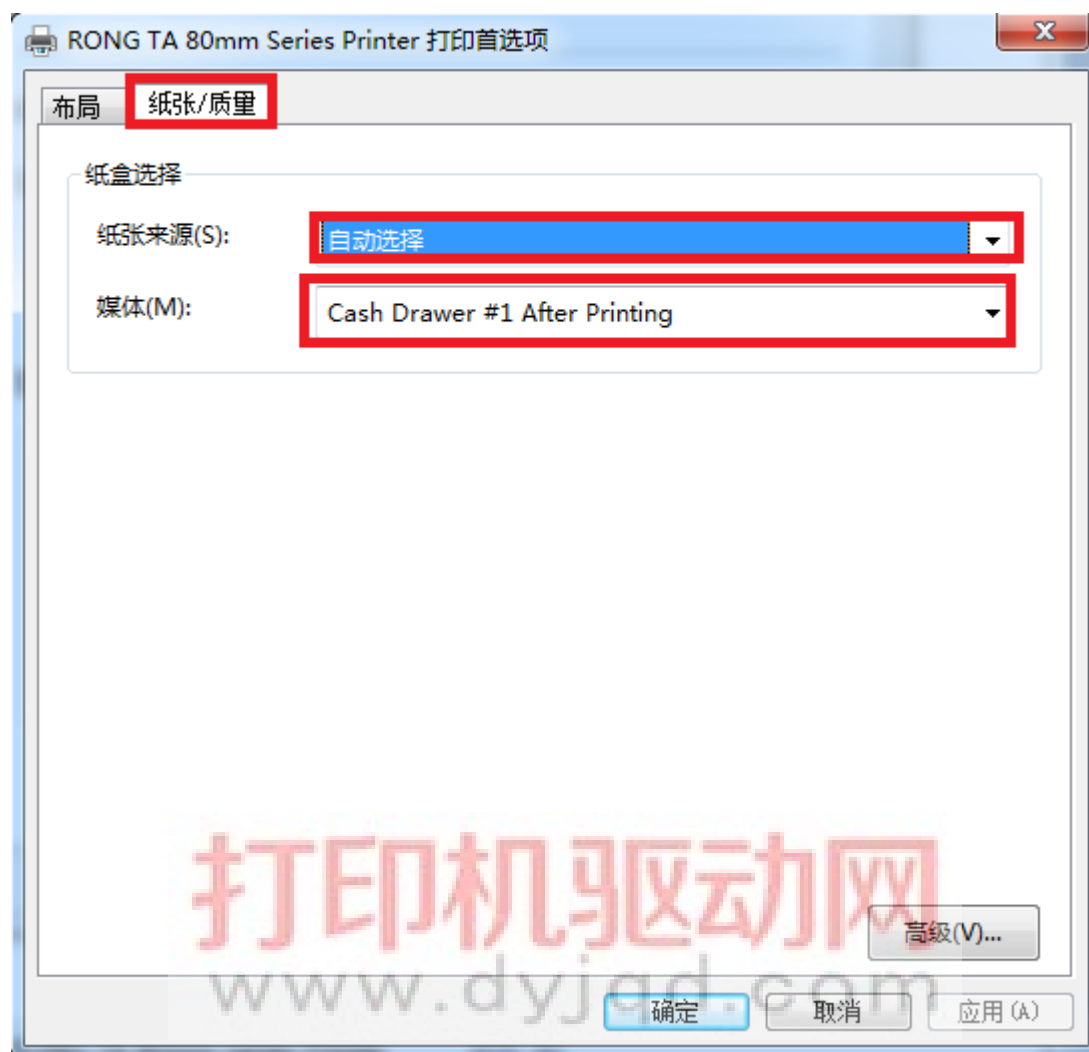 RONG TA 80mm Series Printer 打印首选项
布局 纸张/质量
纸盒选择
纸张来源(S): 自动选择
媒体(M): Cash Drawer #1 After Printing
打印机驱动网
高级(V)...
www.dyjqd.com
确定 取消 应用(A)